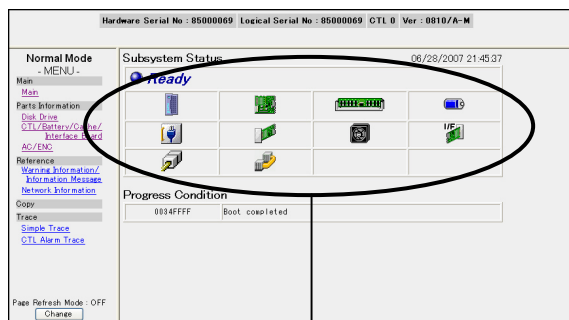 Hardware Serial No : 85000069 Logical Serial No : 85000069 CTL 0 Ver : 0810/A-M
Normal Mode
- MENU -
Main
Main
Parts Information
Disk Drive
CTL/Battery/Cache/
Interface Board
AC/ENC
Reference
Warning Information/
Information Message
Network Information
Copy
Trace
Simple Trace
CTL Alarm Trace
Page Refresh Mode : OFF
Change
Subsystem Status
06/28/2007 21:45:37
Ready
I/F
Progress Condition
0034FFFF Boot completed